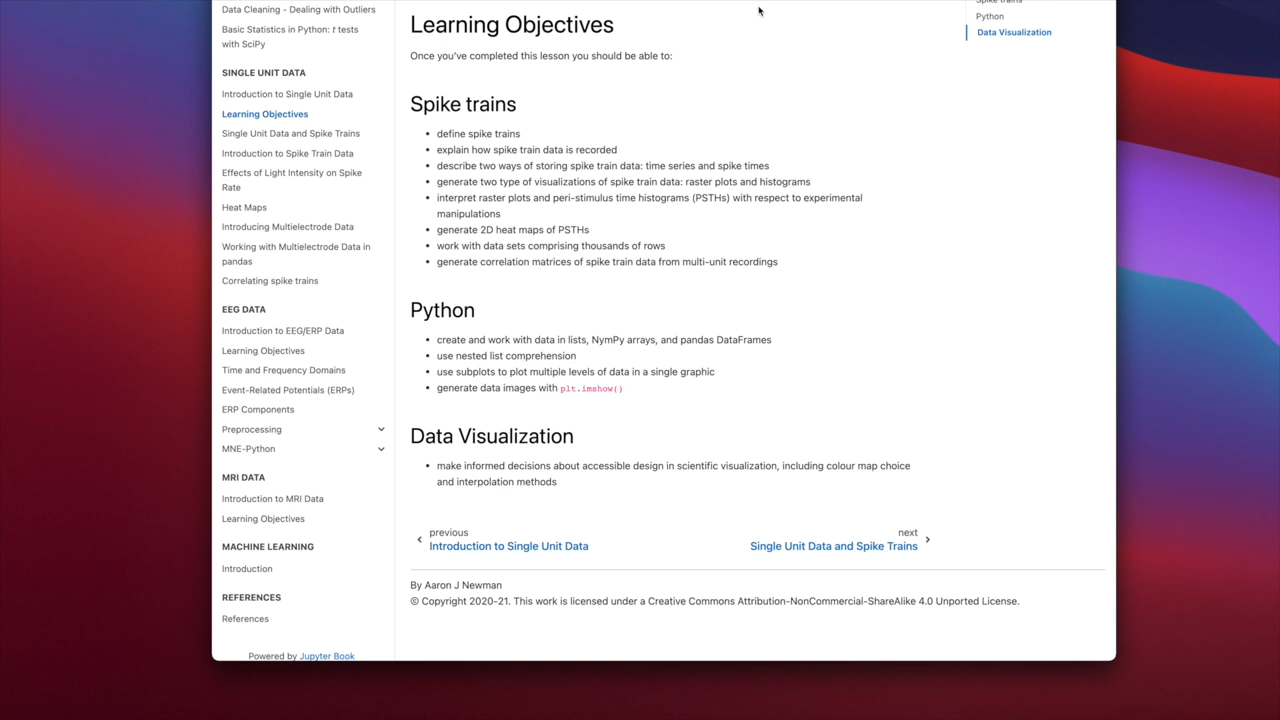 Data Cleaning - Dealing with Outliers
Basic Statistics in Python: t tests
with SciPy
SINGLE UNIT DATA
Introduction to Single Unit Data
Learning Objectives
Single Unit Data and Spike Trains
Introduction to Spike Train Data
Effects of Light Intensity on Spike
Rate
Heat Maps
Introducing Multielectrode Data
Working with Multielectrode Data in
pandas
Correlating spike trains
EEG DATA
Introduction to EEG/ERP Data
Learning Objectives
Time and Frequency Domains
Event-Related Potentials (ERPs)
ERP Components
Preprocessing
MNE-Python
MRI DATA
Introduction to MRI Data
Learning Objectives
MACHINE LEARNING
Introduction
REFERENCES
References
Powered by Jupyter Book
Learning Objectives
Once you've completed this lesson you should be able to:
Spike trains
• define spike trains
• explain how spike train data is recorded
• describe two ways of storing spike train data: time series and spike times
• generate two type of visualizations of spike train data: raster plots and histograms
• interpret raster plots and peri-stimulus time histograms (PSTHs) with respect to experimental
manipulations
• generate 2D heat maps of PSTHs
• work with data sets comprising thousands of rows
• generate correlation matrices of spike train data from multi-unit recordings
Python
• create and work with data in lists, NymPy arrays, and pandas DataFrames
• use nested list comprehension
• use subplots to plot multiple levels of data in a single graphic
• generate data images with plt.imshow()
Data Visualization
• make informed decisions about accessible design in scientific visualization, including colour map choice
and interpolation methods
previous
Introduction to Single Unit Data
next
Single Unit Data and Spike Trains
By Aaron J Newman
© Copyright 2020-21. This work is licensed under a Creative Commons Attribution-NonCommercial-ShareAlike 4.0 Unported License.
Spike trains
Python
Data Visualization